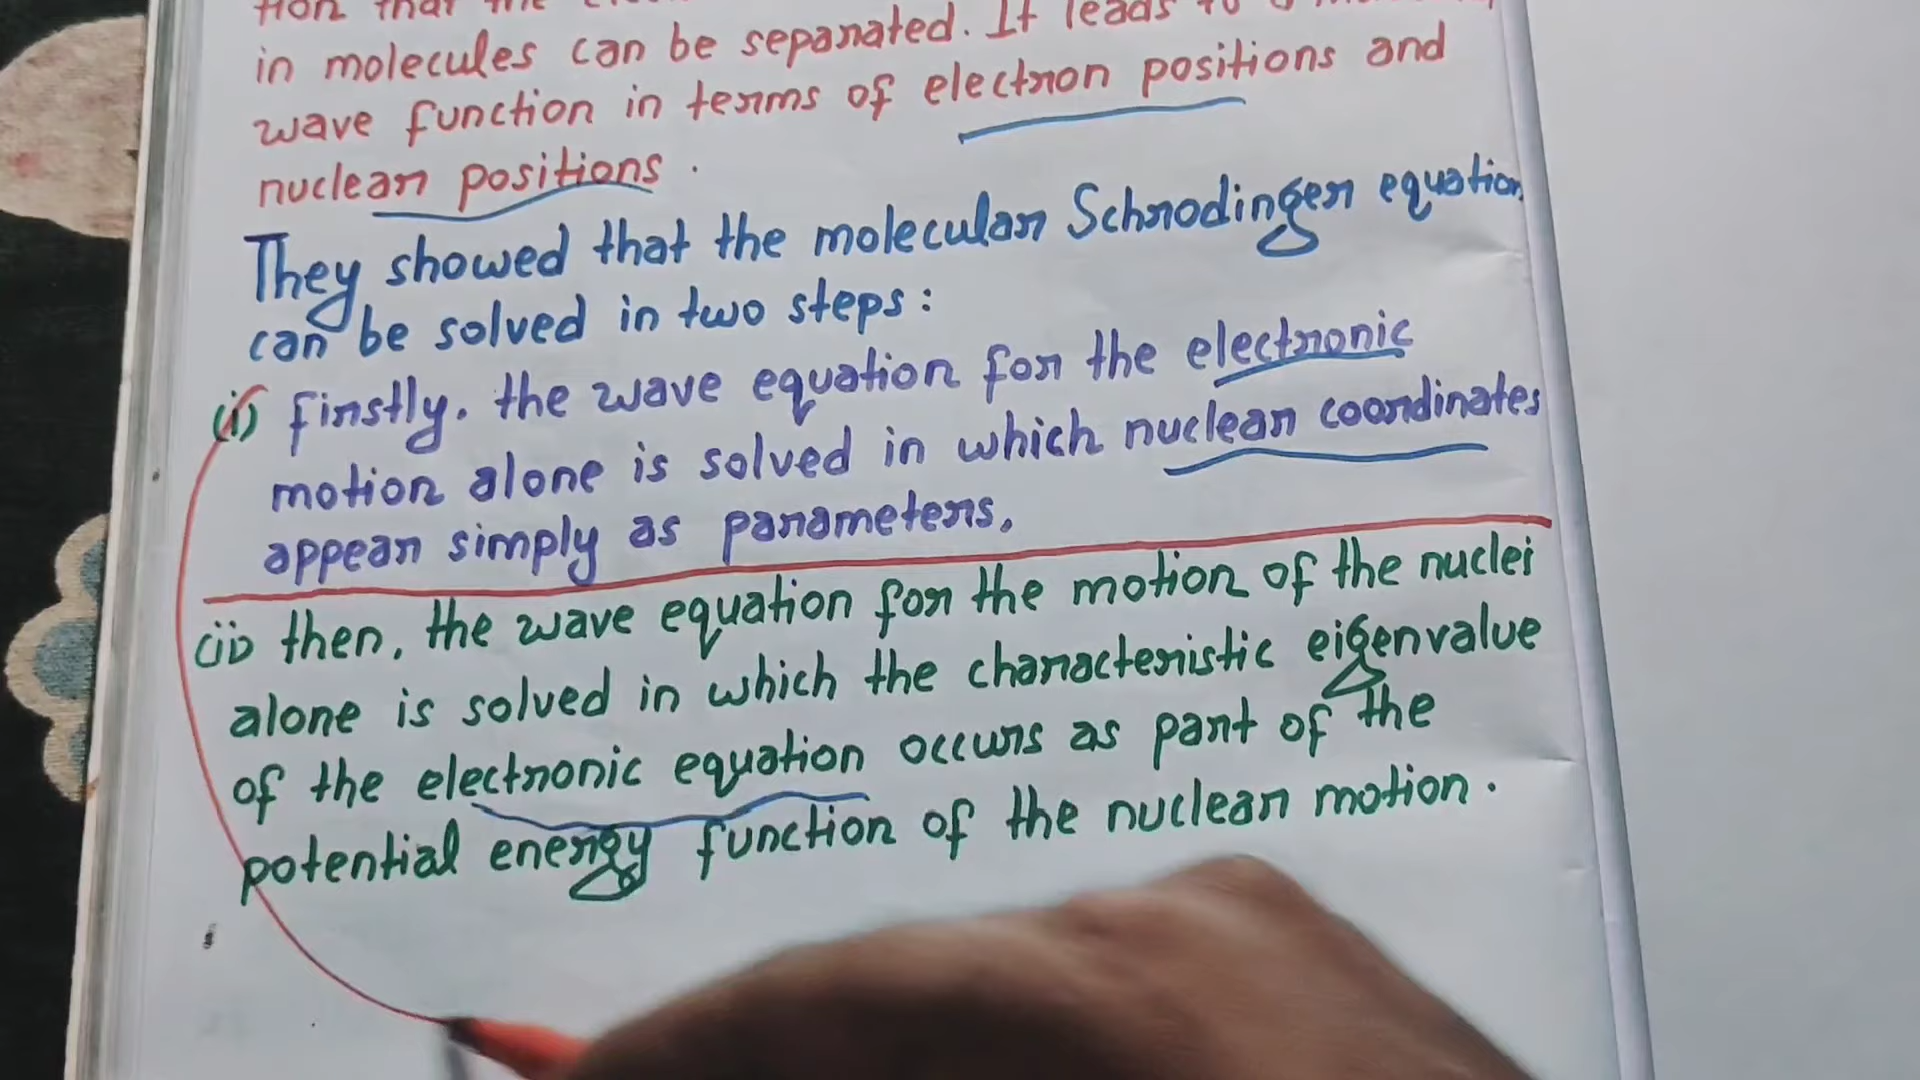 tion that the
in molecules can be separated. It leads to a
wave function in terms of electron positions and
nuclear positions.
They showed that the molecular Schrodinger equation
can be solved in two steps:
(i) firstly, the wave equation for the electronic
motion alone is solved in which nuclear coordinates
appear simply as parameters,
(ii) then, the wave equation for the motion of the nuclei
alone is solved in which the characteristic eigenvalue
of the electronic equation occurs as part of the
potential energy function of the nuclear motion.